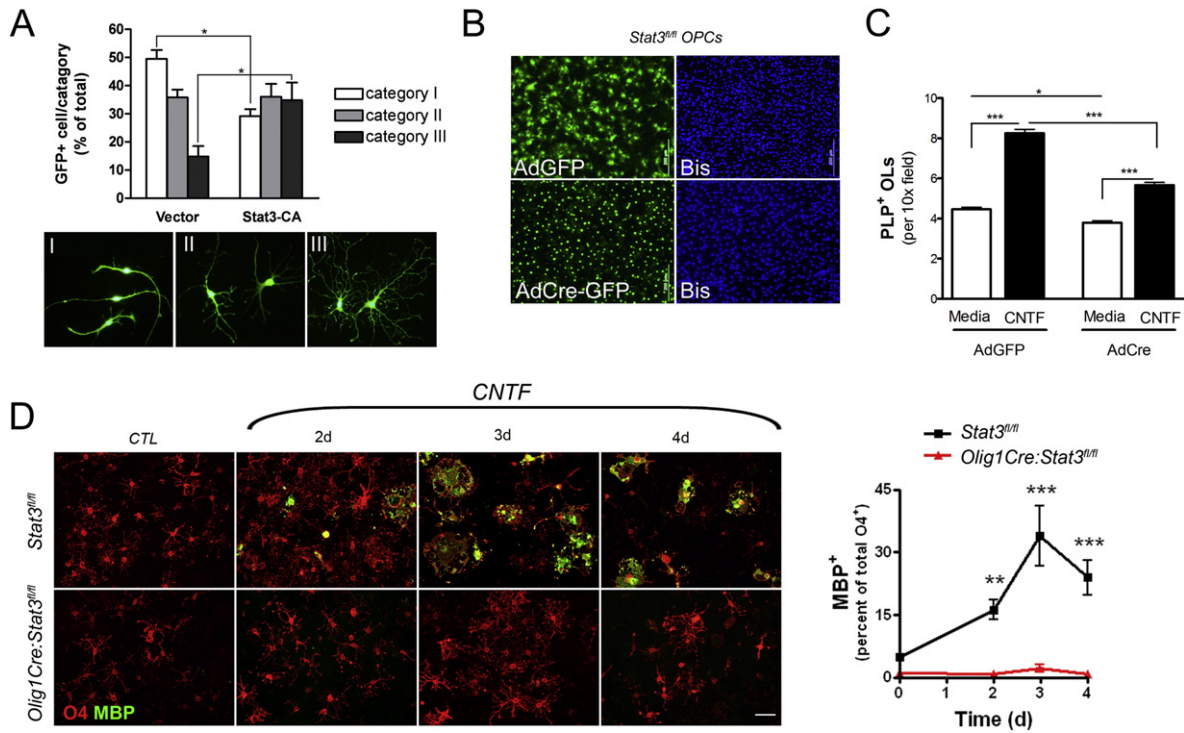 A
60
50
40
30
20
10
0
GFP+ cell/catagory
(% of total)
*
*
category I
category II
category III
Vector
Stat3-CA
I
II
III
B
Stat3fl/fl OPCs
AdGFP
Bis
AdCre-GFP
Bis
C
10
8
6
4
2
0
PLP+ OLs
(per 10x field)
*
***
***
***
Media
CNTF
Media
CNTF
AdGFP
AdCre
D
CNTF
CTL
2d
3d
4d
Stat3fl/fl
Olig1Cre:Stat3fl/fl
O4 MBP
Stat3fl/fl
Olig1Cre:Stat3fl/fl
45
30
15
0
MBP+
(percent of total O4+)
**
***
***
0
2
3
4
Time (d)